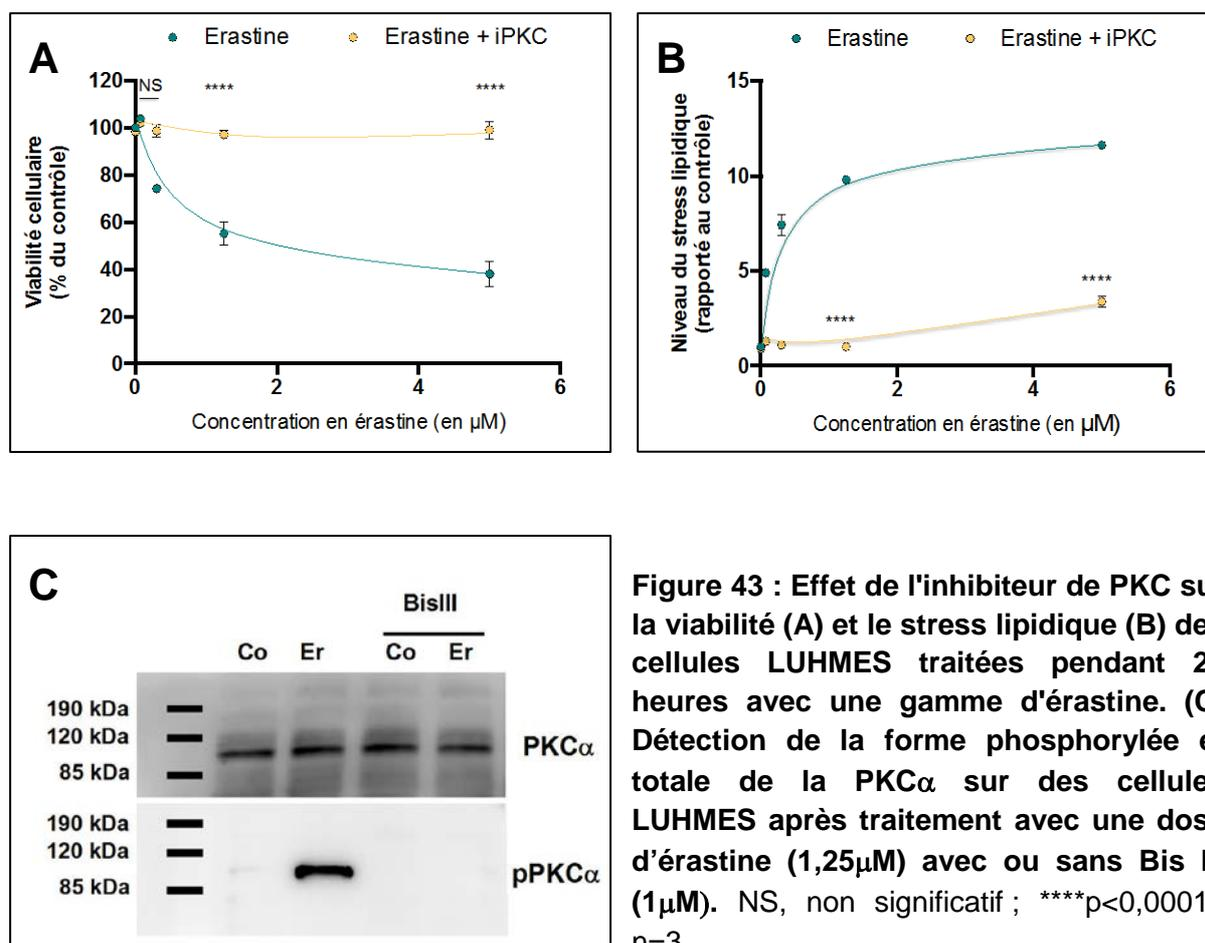 A
Erastine
Erastine + iPKC
NS
****
****
120
100
80
60
40
20
0
0
2
4
6
Viabilité cellulaire
(% du contrôle)
Concentration en érastine (en µM)
B
Erastine
Erastine + iPKC
****
****
15
10
5
0
0
2
4
6
Niveau du stress lipidique
(rapporté au contrôle)
Concentration en érastine (en µM)
C
BisIII
Co Er Co Er
190 kDa
120 kDa
85 kDa
PKCα
190 kDa
120 kDa
85 kDa
pPKCα
Figure 43 : Effet de l'inhibiteur de PKC su
la viabilité (A) et le stress lipidique (B) de
cellules LUHMES traitées pendant 2
heures avec une gamme d'érastine. (C
Détection de la forme phosphorylée e
totale de la PKCα sur des cellule
LUHMES après traitement avec une dos
d'érastine (1,25µM) avec ou sans Bis I
(1µM). NS, non significatif ; ****p<0,0001